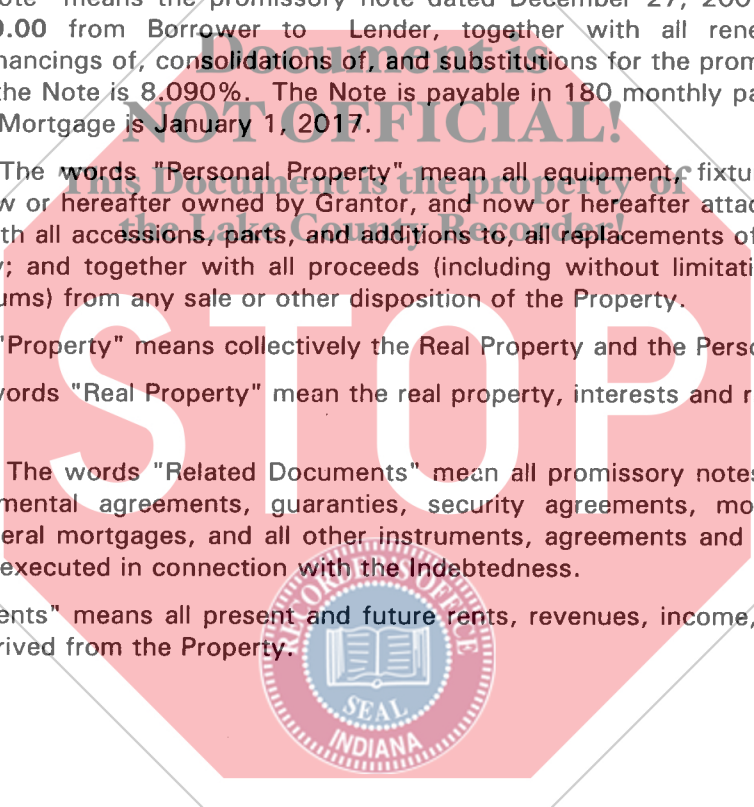 ote" means the promissory note dated December 27, 200
0.00 from Borrower to Lender, together with all rene
nancings of, consolidations of, and substitutions for the prom
the Note is 8.090%. The Note is payable in 180 monthly pa
Mortgage is January 1, 2017.
The words "Personal Property" mean all equipment, fixtu
w or hereafter owned by Grantor, and now or hereafter attac
th all accessions, parts, and additions to, all replacements of
y; and together with all proceeds (including without limitati
ums) from any sale or other disposition of the Property.
"Property" means collectively the Real Property and the Perso
words "Real Property" mean the real property, interests and r
The words "Related Documents" mean all promissory notes
mental agreements, guaranties, security agreements, mo
eral mortgages, and all other instruments, agreements and
executed in connection with the Indebtedness.
ents" means all present and future rents, revenues, income,
rived from the Property.
Document is
NOT OFFICIAL!
This Document is the property of
the Lake County Recorder!
STOP
RECORDER'S OFFICE
SEAL
INDIANA